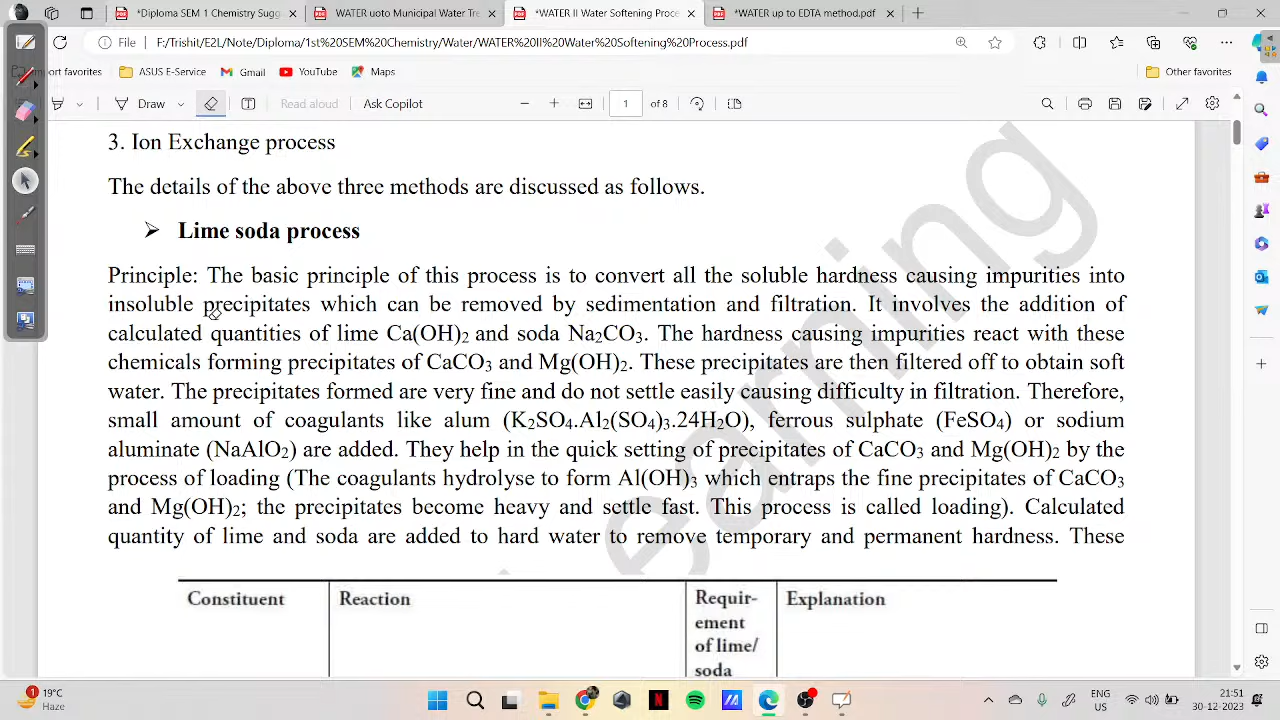 *Diploma SEM 1 Chemistry Sugg
WATER uoto Municipal Water Tre
*WATER II Water Softening Proce
*WATER up to EDTA method.pdf
File
F:/Trishit/E2L/Note/Diploma/1st%20SEM%20Chemistry/Water/WATER%20II%20Water%20Softening%20Process.pdf
Import favorites
ASUS E-Service
Gmail
YouTube
Maps
Other favorites
Draw
Read aloud
Ask Copilot
1
of 8
3. Ion Exchange process
The details of the above three methods are discussed as follows.
Lime soda process
Principle: The basic principle of this process is to convert all the soluble hardness causing impurities into
insoluble precipitates which can be removed by sedimentation and filtration. It involves the addition of
calculated quantities of lime Ca(OH)₂ and soda Na₂CO₃. The hardness causing impurities react with these
chemicals forming precipitates of CaCO₃ and Mg(OH)₂. These precipitates are then filtered off to obtain soft
water. The precipitates formed are very fine and do not settle easily causing difficulty in filtration. Therefore,
small amount of coagulants like alum (K₂SO₄.Al₂(SO₄)₃.24H₂O), ferrous sulphate (FeSO₄) or sodium
aluminate (NaAlO₂) are added. They help in the quick setting of precipitates of CaCO₃ and Mg(OH)₂ by the
process of loading (The coagulants hydrolyse to form Al(OH)₃ which entraps the fine precipitates of CaCO₃
and Mg(OH)₂; the precipitates become heavy and settle fast. This process is called loading). Calculated
quantity of lime and soda are added to hard water to remove temporary and permanent hardness. These
earning
Constituent
Reaction
Requir-
ement
of lime/
soda
Explanation
1
19°C
Haze
ENG
IN
21:51
30-12-2023